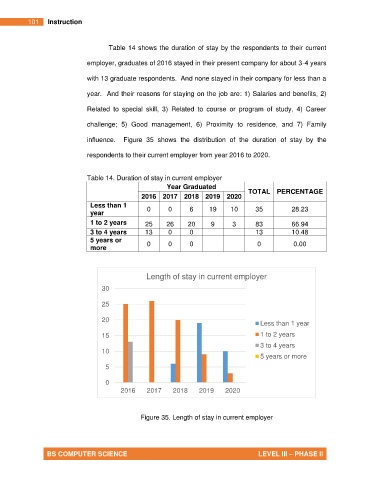 101 Instruction
Table 14 shows the duration of stay by the respondents to their current
employer, graduates of 2016 stayed in their present company for about 3-4 years
with 13 graduate respondents. And none stayed in their company for less than a
year. And their reasons for staying on the job are: 1) Salaries and benefits, 2)
Related to special skill, 3) Related to course or program of study, 4) Career
challenge; 5) Good management, 6) Proximity to residence, and 7) Family
influence. Figure 35 shows the distribution of the duration of stay by the
respondents to their current employer from year 2016 to 2020.
Table 14. Duration of stay in current employer
Year Graduated TOTAL PERCENTAGE
2016 2017 2018 2019 2020
Less than 1 year 0 0 6 19 10 35 28.23
1 to 2 years 25 26 20 9 3 83 66.94
3 to 4 years 13 0 0 13 10.48
5 years or more 0 0 0 0 0.00
Length of stay in current employer
30
25
20
15
10
5
0
2016 2017 2018 2019 2020
Less than 1 year
1 to 2 years
3 to 4 years
5 years or more
Figure 35. Length of stay in current employer
BS COMPUTER SCIENCE LEVEL III – PHASE II